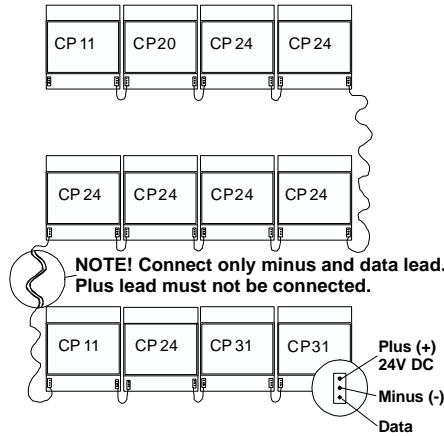 CP 11 CP20 CP 24 CP 24
CP 24 CP 24 CP 24 CP 24
NOTE! Connect only minus and data lead.
Plus lead must not be connected.
CP 11 CP 24 CP 31 CP31
Plus (+)
24V DC
Minus (-)
Data